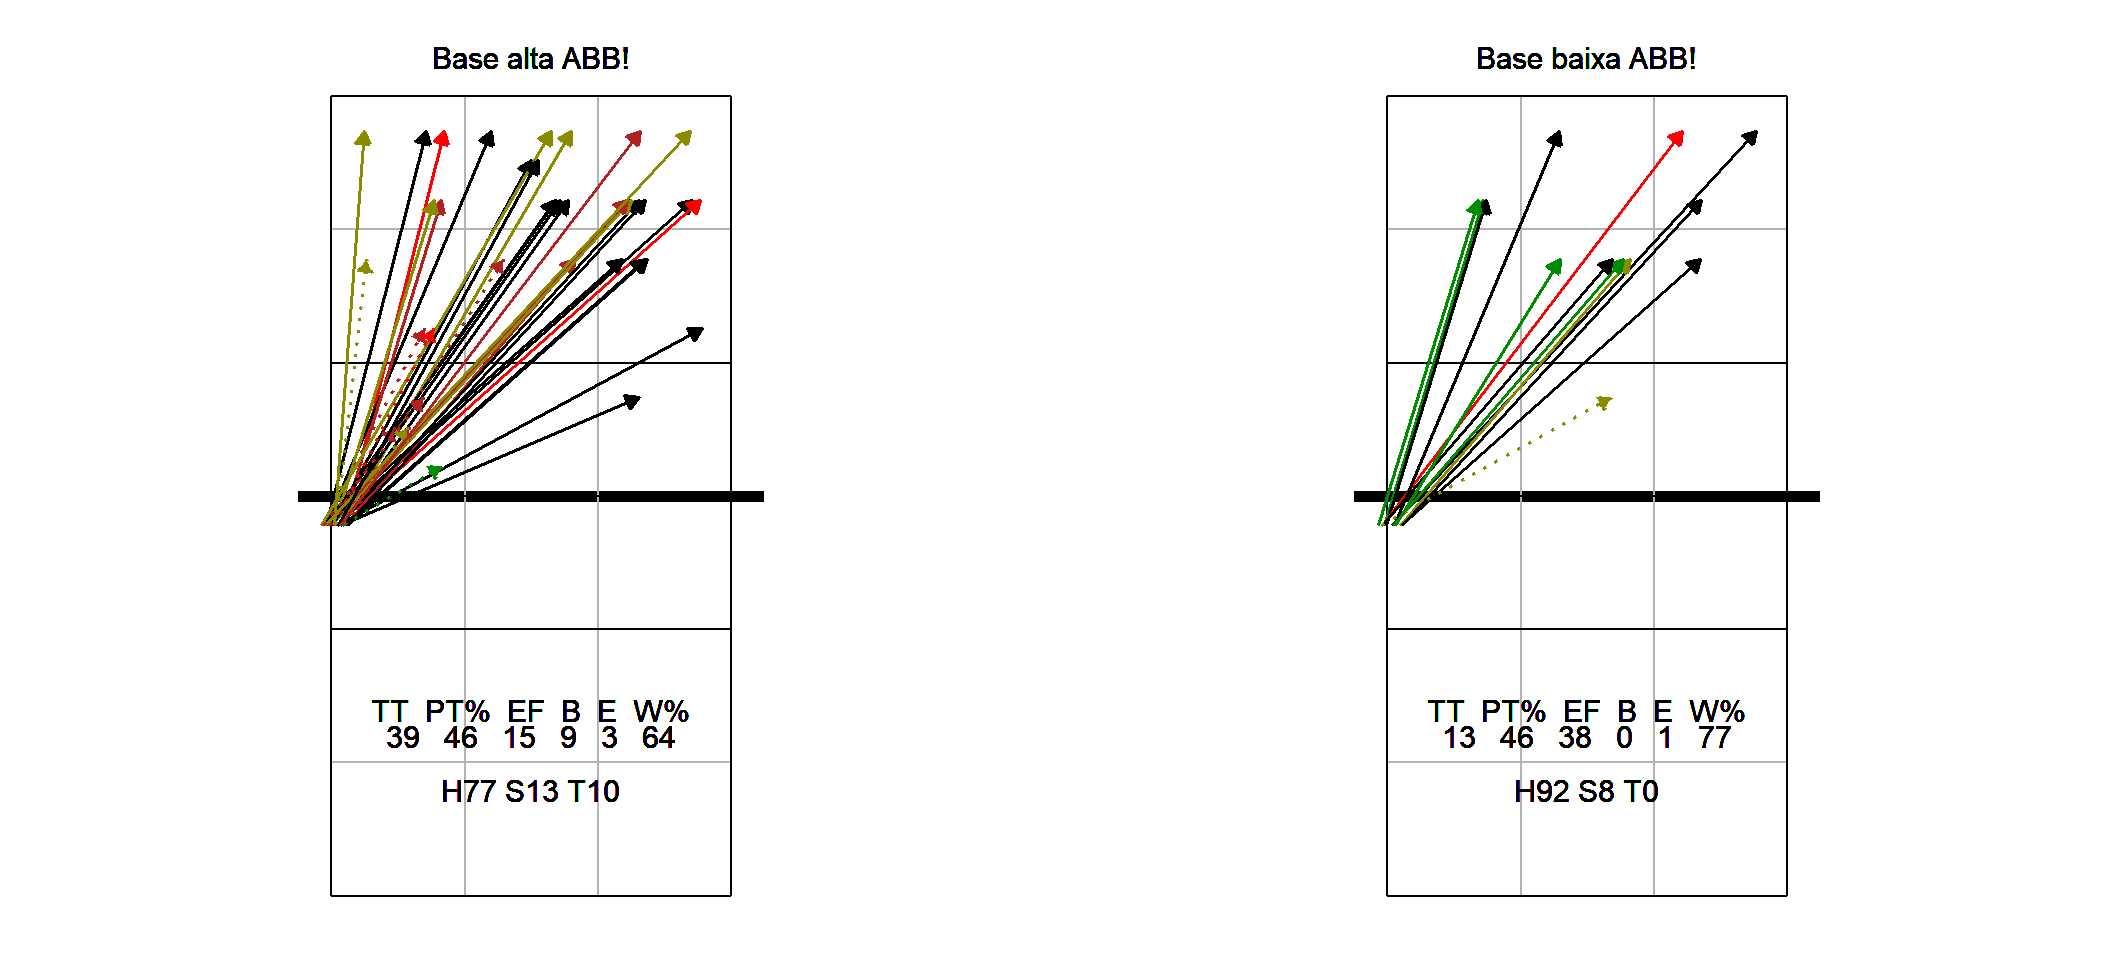 Base alta ABB!
TT PT% EF B E W%
39 46 15 9 3 64
H77 S13 T10
Base baixa ABB!
TT PT% EF B E W%
13 46 38 0 1 77
H92 S8 T0